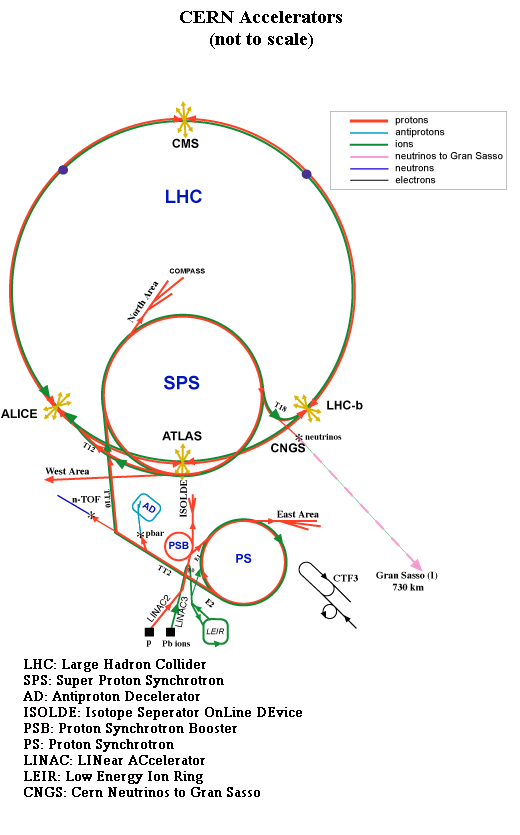 CERN Accelerators
(not to scale)
protons
antiprotons
ions
neutrinos to Gran Sasso
neutrons
electrons
CMS
LHC
COMPASS
North Area
SPS
ALICE
LHC-b
T18
ATLAS
CNGS
neutrinos
T12
West Area
TT10
ISOLDE
n-TOF
AD
East Area
pbar
PSB
PS
TT2
E2
LINAC2
LINAC3
LEIR
p
Pb ions
CTF3
Gran Sasso (I)
730 km
LHC: Large Hadron Collider
SPS: Super Proton Synchrotron
AD: Antiproton Decelerator
ISOLDE: Isotope Seperator OnLine DEvice
PSB: Proton Synchrotron Booster
PS: Proton Synchrotron
LINAC: LINear ACcelerator
LEIR: Low Energy Ion Ring
CNGS: Cern Neutrinos to Gran Sasso